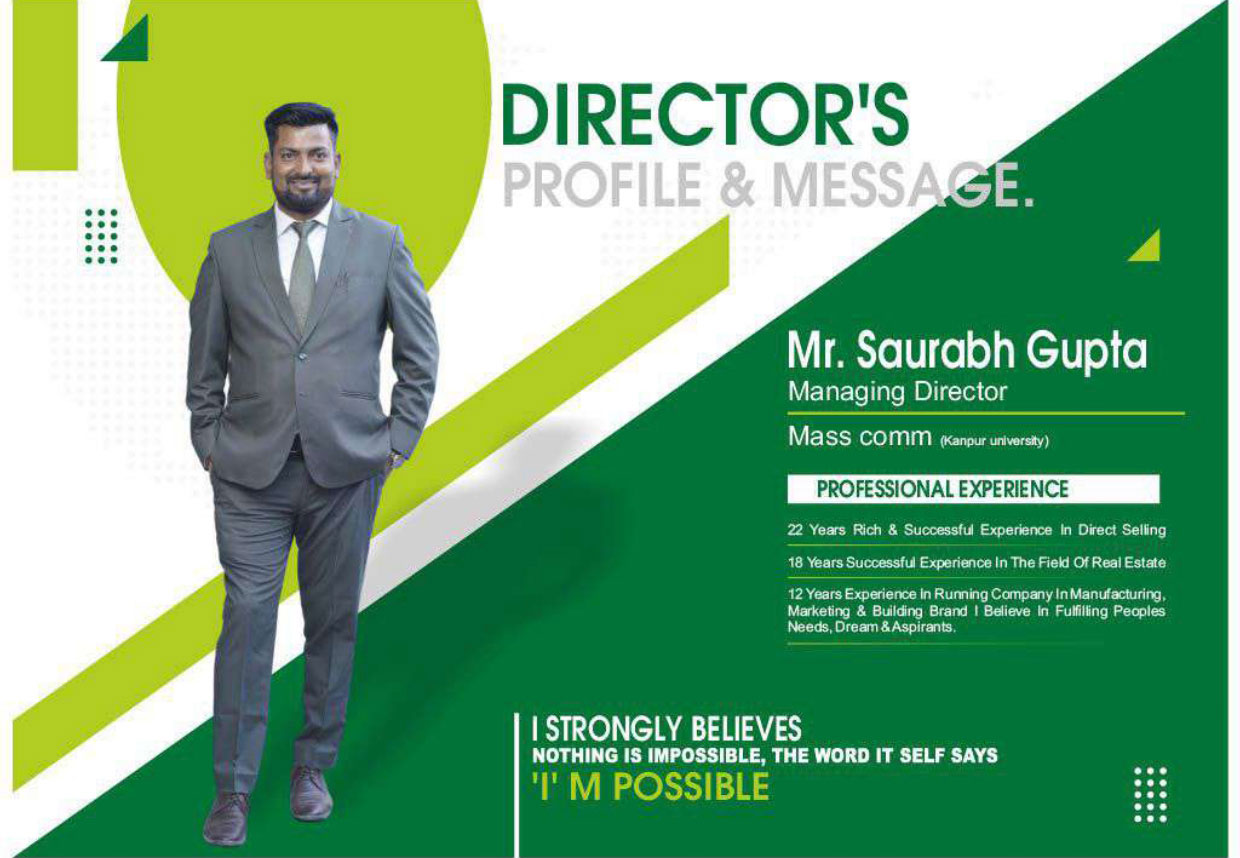 DIRECTOR'S
PROFILE & MESSAGE.
Mr. Saurabh Gupta
Managing Director
Mass comm (Kanpur university)
PROFESSIONAL EXPERIENCE
22 Years Rich & Successful Experience In Direct Selling
18 Years Successful Experience In The Field Of Real Estate
12 Years Experience In Running Company In Manufacturing,
Marketing & Building Brand I Believe In Fulfilling Peoples
Needs, Dream & Aspirants.
I STRONGLY BELIEVES
NOTHING IS IMPOSSIBLE, THE WORD IT SELF SAYS
'I' M POSSIBLE